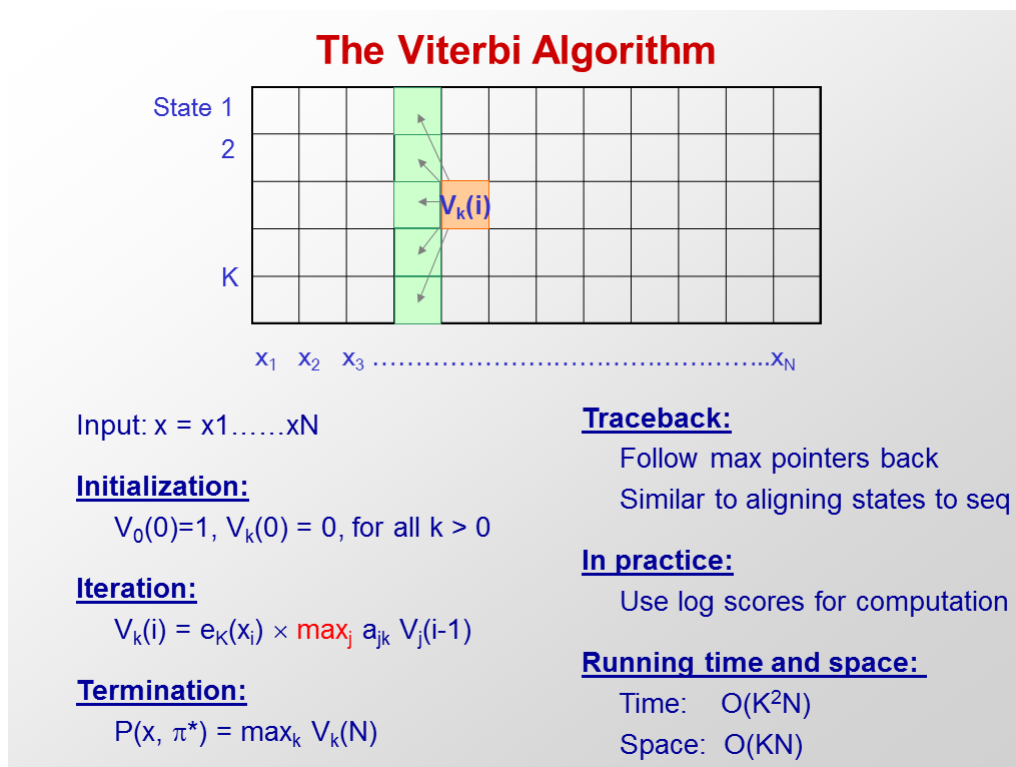 The Viterbi Algorithm
State 1
2
Vₖ(i)
K
x₁ x₂ x₃ ………………………………………..x_N
Input: x = x1……xN
Initialization:
V₀(0)=1, Vₖ(0) = 0, for all k > 0
Iteration:
Vₖ(i) = e_K(xᵢ) × maxⱼ aⱼₖ Vⱼ(i-1)
Termination:
P(x, π*) = maxₖ Vₖ(N)
Traceback:
Follow max pointers back
Similar to aligning states to seq
In practice:
Use log scores for computation
Running time and space:
Time: O(K²N)
Space: O(KN)